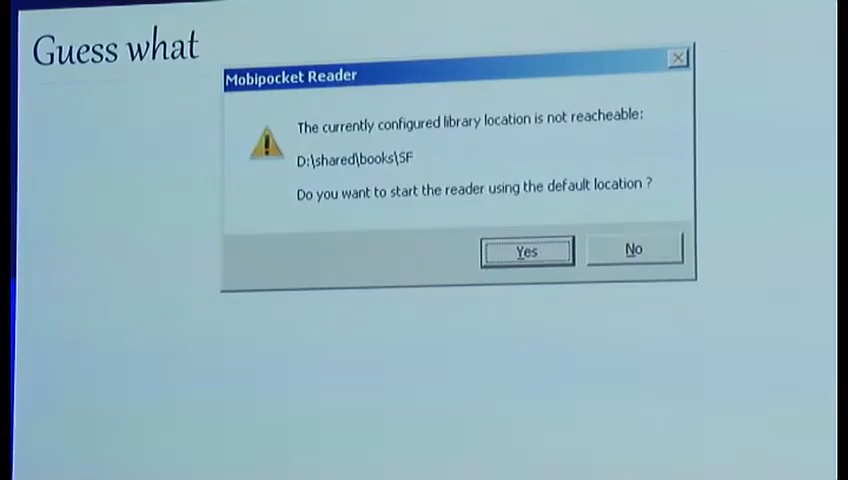 Guess what
Mobipocket Reader
The currently configured library location is not reacheable:
D:\shared\books\SF
Do you want to start the reader using the default location ?
Yes
No